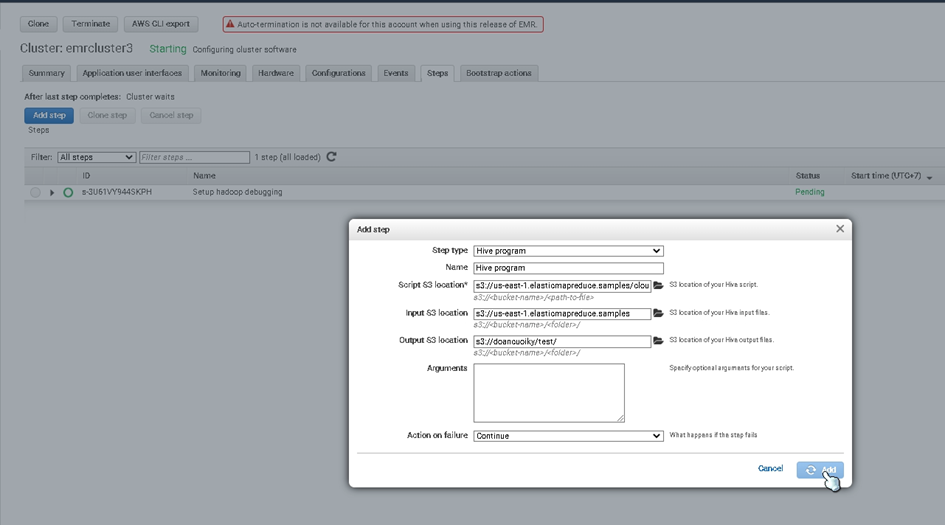 Clone Terminate AWS CLI export Auto-termination is not available for this account when using this release of EMR.
Cluster: emrcluster3 Starting Configuring cluster software
Summary Application user interfaces Monitoring Hardware Configurations Events Steps Bootstrap actions
After last step completes: Cluster waits
Add step Clone step Cancel step
Steps
Filter: All steps Filter steps ... 1 step (all loaded)
ID Name Status Start time (UTC+7)
s-3U61VY944SKPH Setup hadoop debugging Pending
Add step
Step type Hive program
Name Hive program
Script S3 location* s3://us-east-1.elasticmapreduce.samples/clou S3 location of your Hive script.
s3://<bucket-name>/<path-to-file>
Input S3 location s3://us-east-1.elasticmapreduce.samples S3 location of your Hive input files.
s3://<bucket-name>/<folder>/
Output S3 location s3://doancuoiky/test/ S3 location of your Hive output files.
s3://<bucket-name>/<folder>/
Arguments Specify optional arguments for your script.
Action on failure Continue What happens if the step fails
Cancel Add